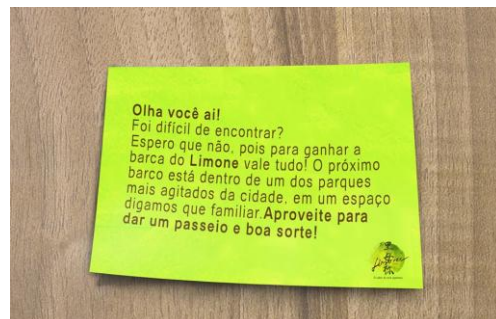 Olha você ai!
Foi difícil de encontrar?
Espero que não, pois para ganhar a
barca do Limone vale tudo! O próximo
barco está dentro de um dos parques
mais agitados da cidade, em um espaço
digamos que familiar.Aproveite para
dar um passeio e boa sorte!